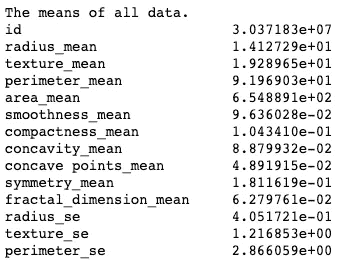 The means of all data.
id 3.037183e+07
radius_mean 1.412729e+01
texture_mean 1.928965e+01
perimeter_mean 9.196903e+01
area_mean 6.548891e+02
smoothness_mean 9.636028e-02
compactness_mean 1.043410e-01
concavity_mean 8.879932e-02
concave points_mean 4.891915e-02
symmetry_mean 1.811619e-01
fractal_dimension_mean 6.279761e-02
radius_se 4.051721e-01
texture_se 1.216853e+00
perimeter_se 2.866059e+00